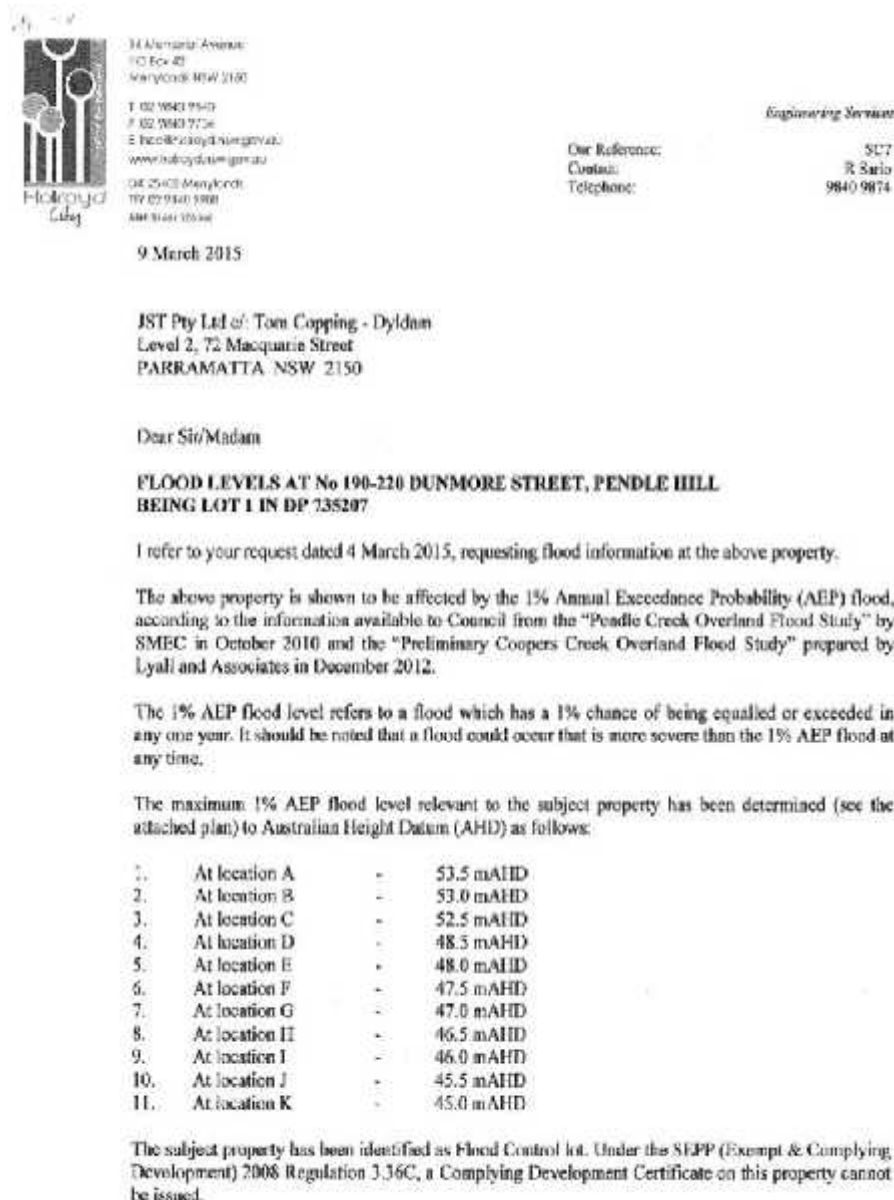 PO Box 42
Merrylands NSW 2160
Holroyd
City
Engineering Services
Our Reference: SC7
Contact: R Sario
Telephone: 9840 9874
9 March 2015
JST Pty Ltd c/: Tom Copping - Dyldam
Level 2, 72 Macquarie Street
PARRAMATTA NSW 2150
Dear Sir/Madam
FLOOD LEVELS AT No 190-220 DUNMORE STREET, PENDLE HILL
BEING LOT 1 IN DP 735207
I refer to your request dated 4 March 2015, requesting flood information at the above property.
The above property is shown to be affected by the 1% Annual Exceedance Probability (AEP) flood,
according to the information available to Council from the "Pendle Creek Overland Flood Study" by
SMEC in October 2010 and the "Preliminary Coopers Creek Overland Flood Study" prepared by
Lyall and Associates in December 2012.
The 1% AEP flood level refers to a flood which has a 1% chance of being equalled or exceeded in
any one year. It should be noted that a flood could occur that is more severe than the 1% AEP flood at
any time.
The maximum 1% AEP flood level relevant to the subject property has been determined (see the
attached plan) to Australian Height Datum (AHD) as follows:
1. At location A - 53.5 mAHD
2. At location B - 53.0 mAHD
3. At location C - 52.5 mAHD
4. At location D - 48.5 mAHD
5. At location E - 48.0 mAHD
6. At location F - 47.5 mAHD
7. At location G - 47.0 mAHD
8. At location H - 46.5 mAHD
9. At location I - 46.0 mAHD
10. At location J - 45.5 mAHD
11. At location K - 45.0 mAHD
The subject property has been identified as Flood Control lot. Under the SEPP (Exempt & Complying
Development) 2008 Regulation 3.36C, a Complying Development Certificate on this property cannot
be issued.